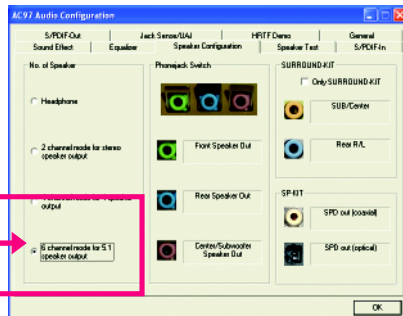 AC97 Audio Configuration
S/PDIF-Out Jack Sense/UAJ HRTF Demo General
Sound Effect Equalizer Speaker Configuration Speaker Test S/PDIF-In
No. of Speaker
Headphone
2 channel mode for stereo
speaker output
speaker
output
6 channel mode for 5.1
speaker output
Phonejack Switch
Front Speaker Out
Rear Speaker Out
Center/Subwoofer
Speaker Out
SURROUND-KIT
Only SURROUND-KIT
SUB/Center
Rear R/L
SP-KIT
SPD out (coaxial)
SPD out (optical)
OK